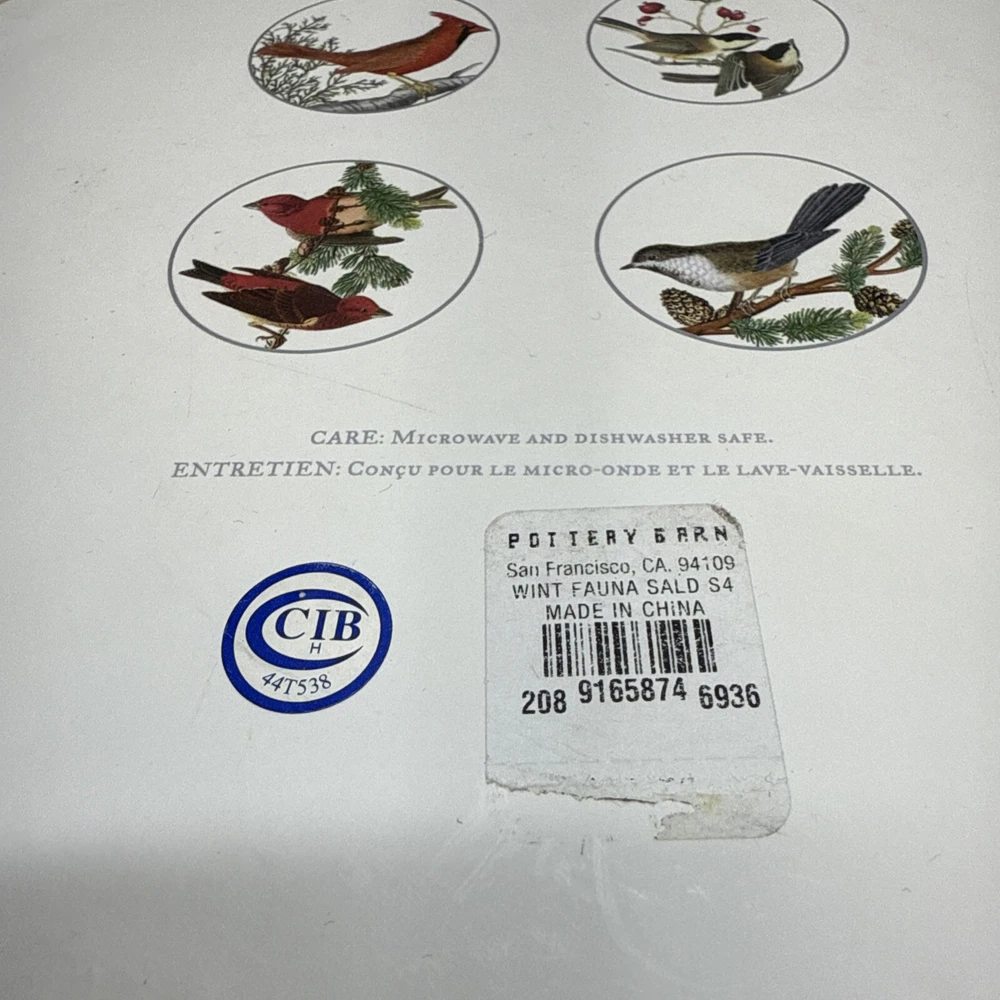 CARE: MICROWAVE AND DISHWASHER SAFE.
ENTRETIEN: CONÇU POUR LE MICRO-ONDE ET LE LAVE-VAISSELLE.
CIB
H
44T538
POTTERY BARN
San Francisco, CA. 94109
WINT FAUNA SALD S4
MADE IN CHINA
208 9165874 6936